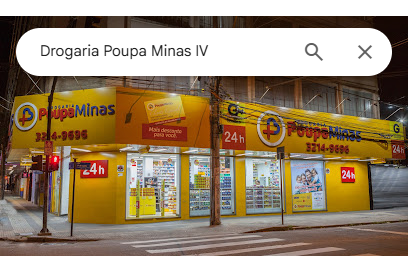 Drogaria Poupa Minas IV
DROGARIA
PoupaMinas
3214-9696
Mais desconto
para você.
24h
24h
PoupaMinas
3214-9696
24h
24h